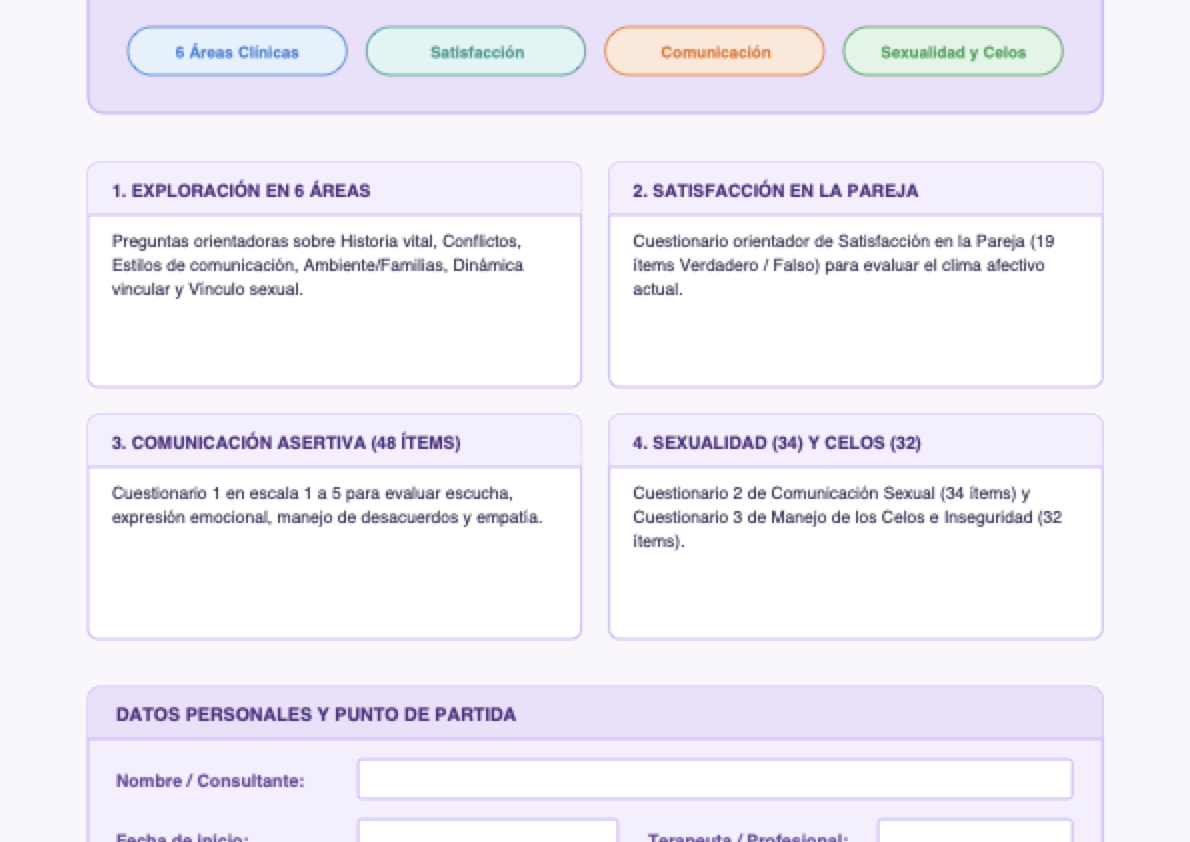 6 Áreas Clínicas
Satisfacción
Comunicación
Sexualidad y Celos
1. EXPLORACIÓN EN 6 ÁREAS
Preguntas orientadoras sobre Historia vital, Conflictos,
Estilos de comunicación, Ambiente/Familias, Dinámica
vincular y Vínculo sexual.
2. SATISFACCIÓN EN LA PAREJA
Cuestionario orientador de Satisfacción en la Pareja (19
ítems Verdadero / Falso) para evaluar el clima afectivo
actual.
3. COMUNICACIÓN ASERTIVA (48 ÍTEMS)
Cuestionario 1 en escala 1 a 5 para evaluar escucha,
expresión emocional, manejo de desacuerdos y empatía.
4. SEXUALIDAD (34) Y CELOS (32)
Cuestionario 2 de Comunicación Sexual (34 ítems) y
Cuestionario 3 de Manejo de los Celos e Inseguridad (32
ítems).
DATOS PERSONALES Y PUNTO DE PARTIDA
Nombre / Consultante:
Fecha de inicio:
Terapeuta / Profesional: